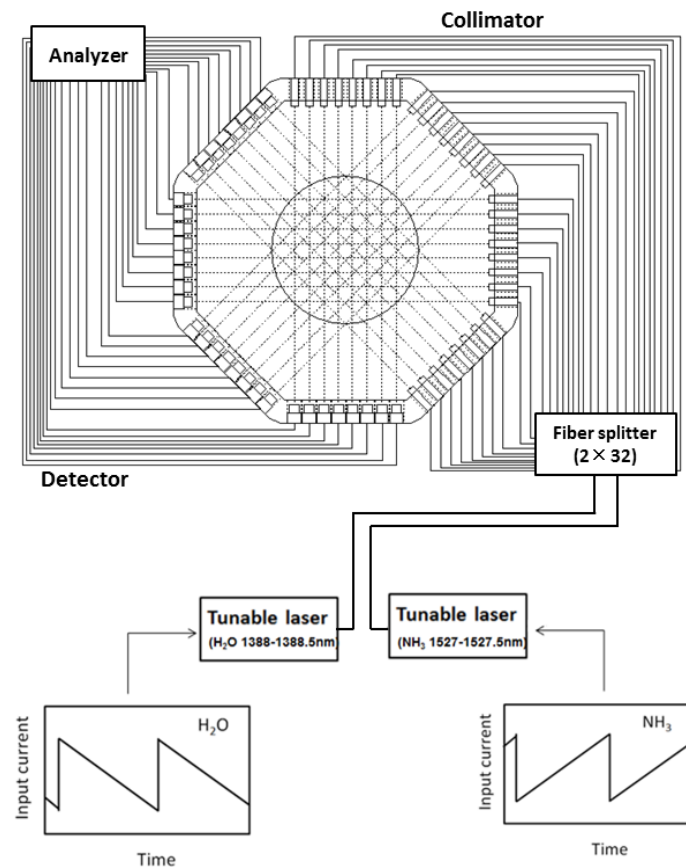 Collimator
Analyzer
Fiber splitter
(2×32)
Detector
Tunable laser
(H₂O 1388-1388.5nm)
Tunable laser
(NH₃ 1527-1527.5nm)
Input current
H₂O
Time
Input current
NH₃
Time